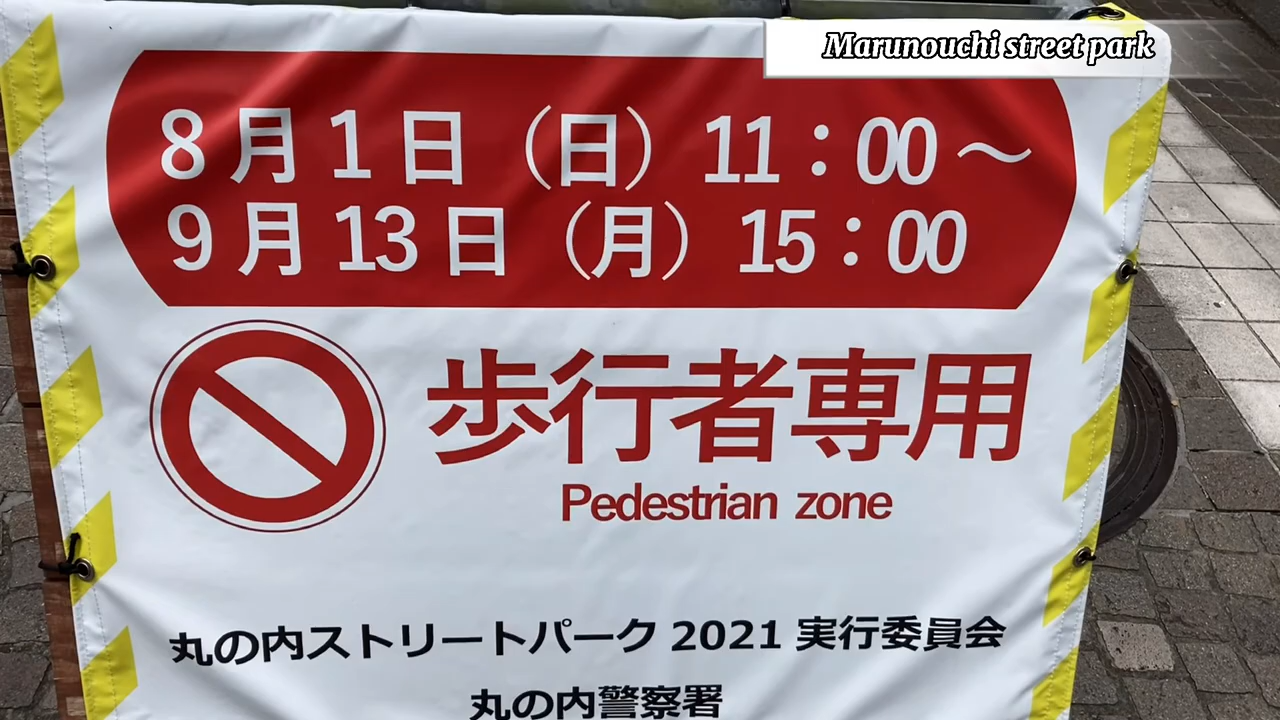 Marunouchi street park
8月1日（日）11：00～
9月13日（月）15：00
歩行者専用
Pedestrian zone
丸の内ストリートパーク 2021 実行委員会
丸の内警察署